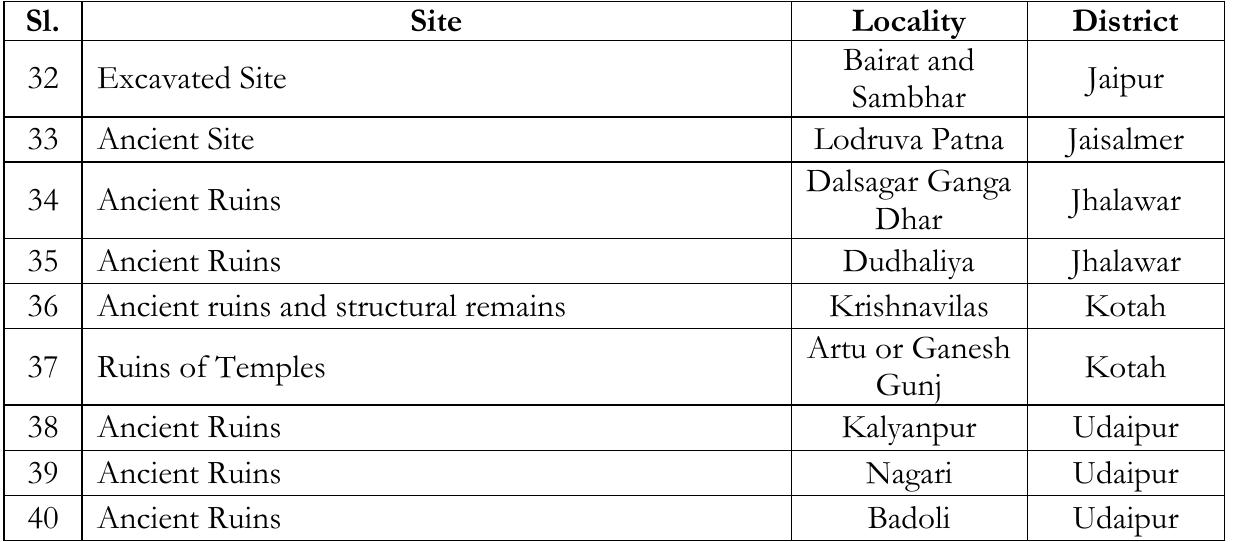 Sl. Site Locality District
32 Excavated Site Bairat and Sambhar Jaipur
33 Ancient Site Lodruva Patna Jaisalmer
34 Ancient Ruins Dalsagar Ganga Dhar Jhalawar
35 Ancient Ruins Dudhaliya Jhalawar
36 Ancient ruins and structural remains Krishnavilas Kotah
37 Ruins of Temples Artu or Ganesh Gunj Kotah
38 Ancient Ruins Kalyanpur Udaipur
39 Ancient Ruins Nagari Udaipur
40 Ancient Ruins Badoli Udaipur